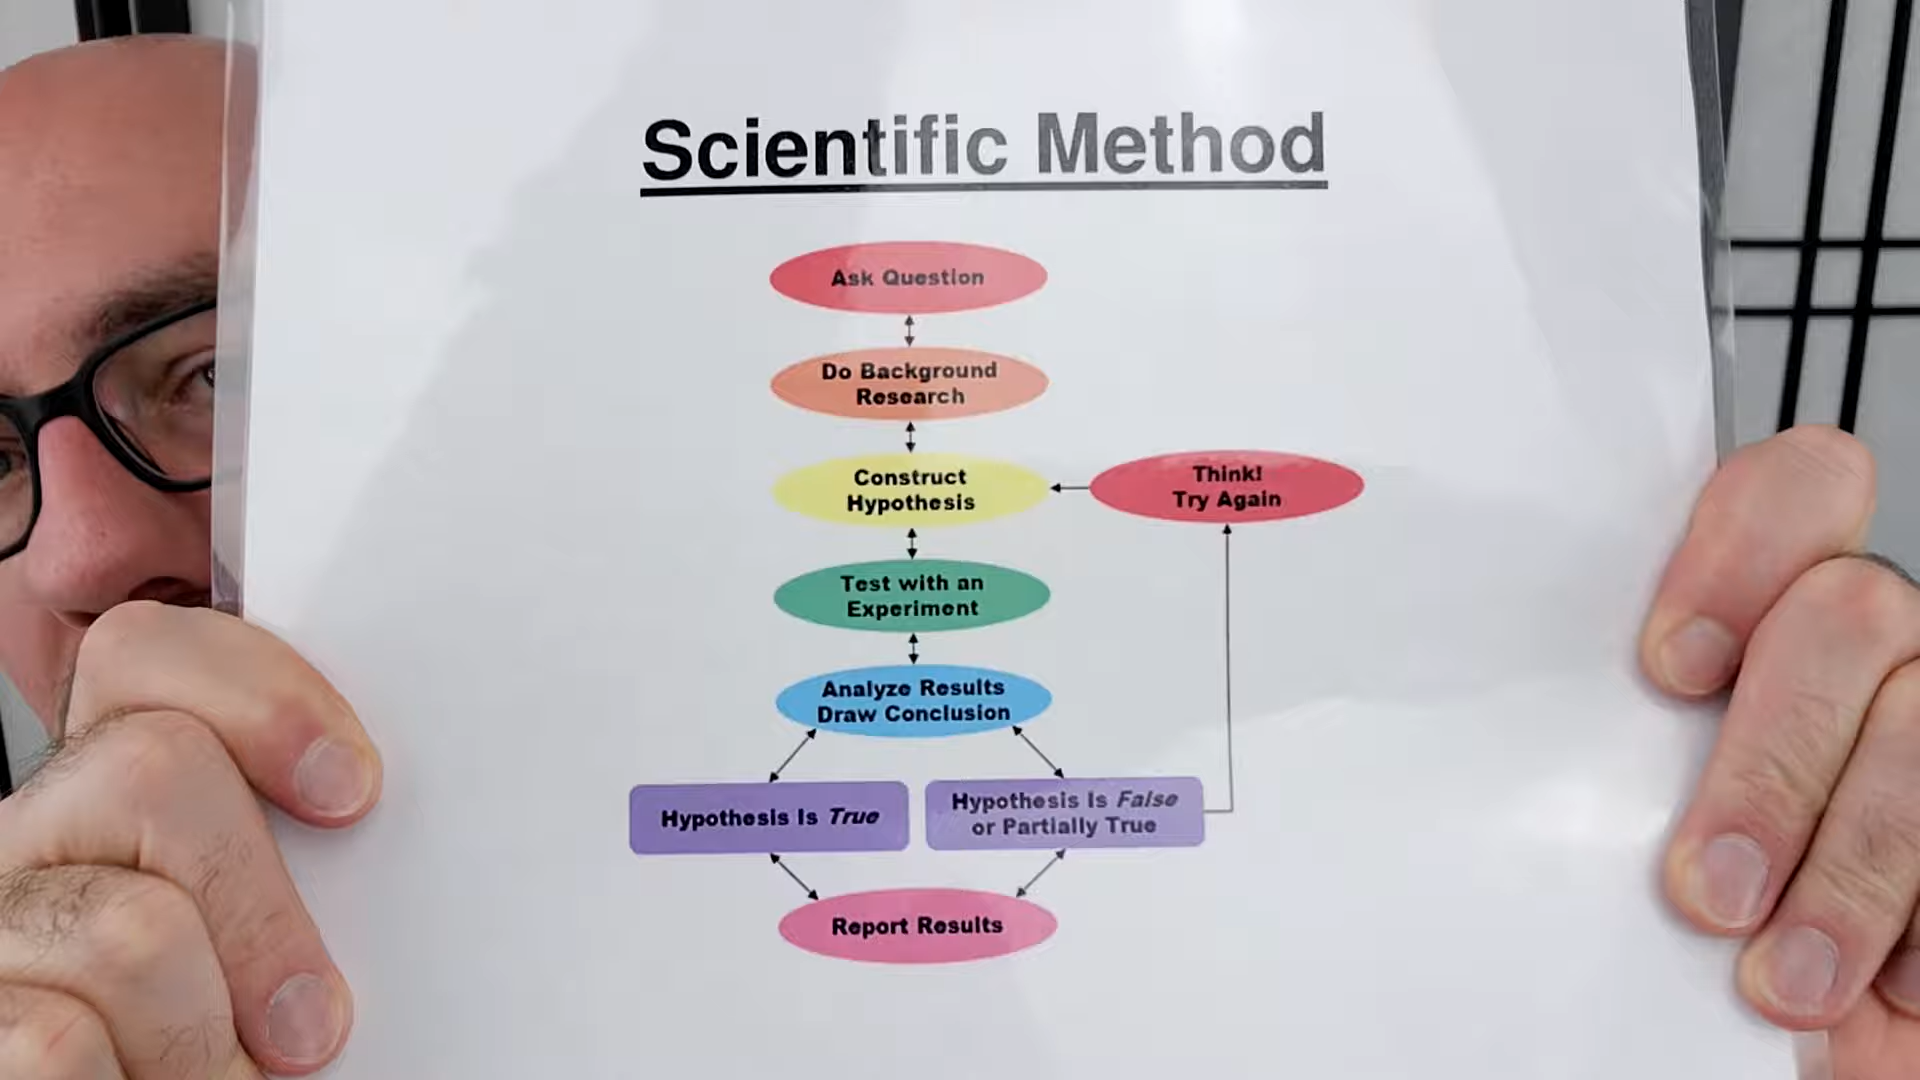 Scientific Method
Ask Question
Do Background
Research
Construct
Hypothesis
Think!
Try Again
Test with an
Experiment
Analyze Results
Draw Conclusion
Hypothesis Is True
Hypothesis Is False
or Partially True
Report Results